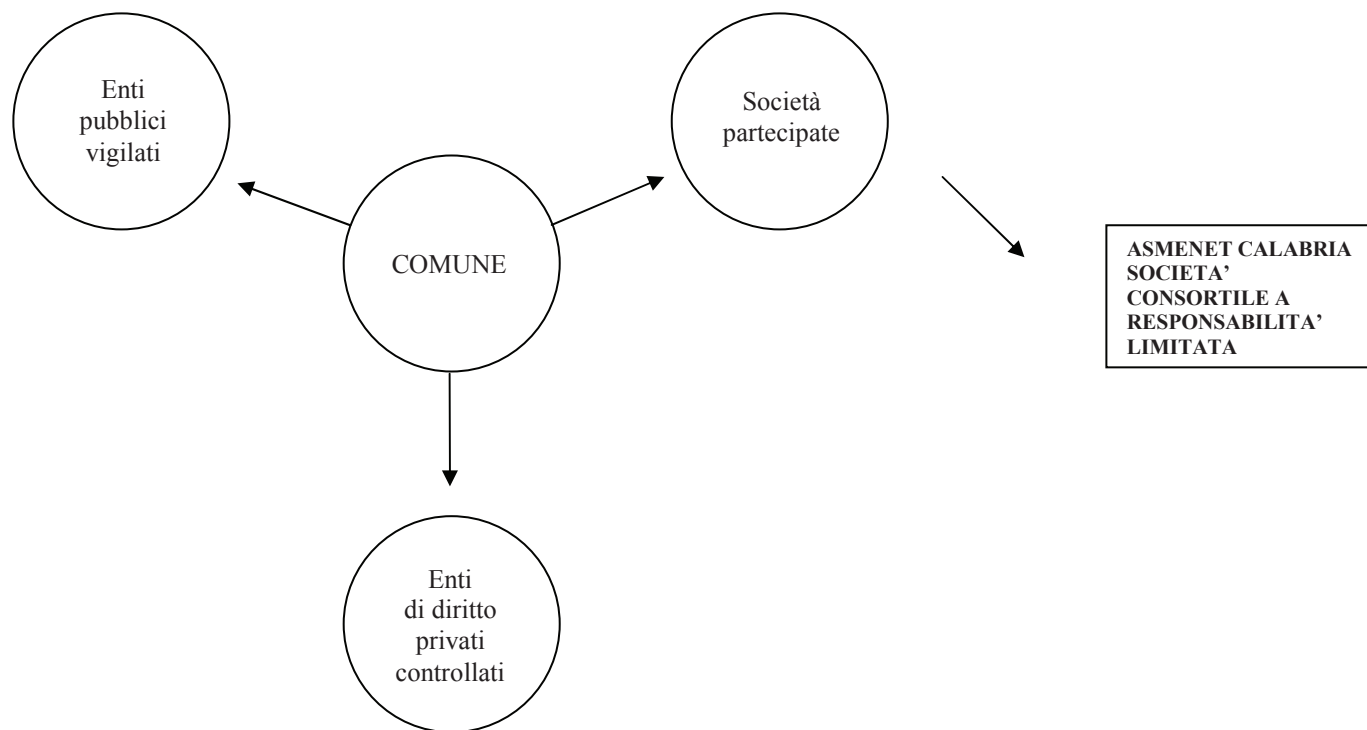 Enti
pubblici
vigilati
Società
partecipate
COMUNE
ASMENET CALABRIA
SOCIETA’
CONSORTILE A
RESPONSABILITA’
LIMITATA
Enti
di diritto
privati
controllati